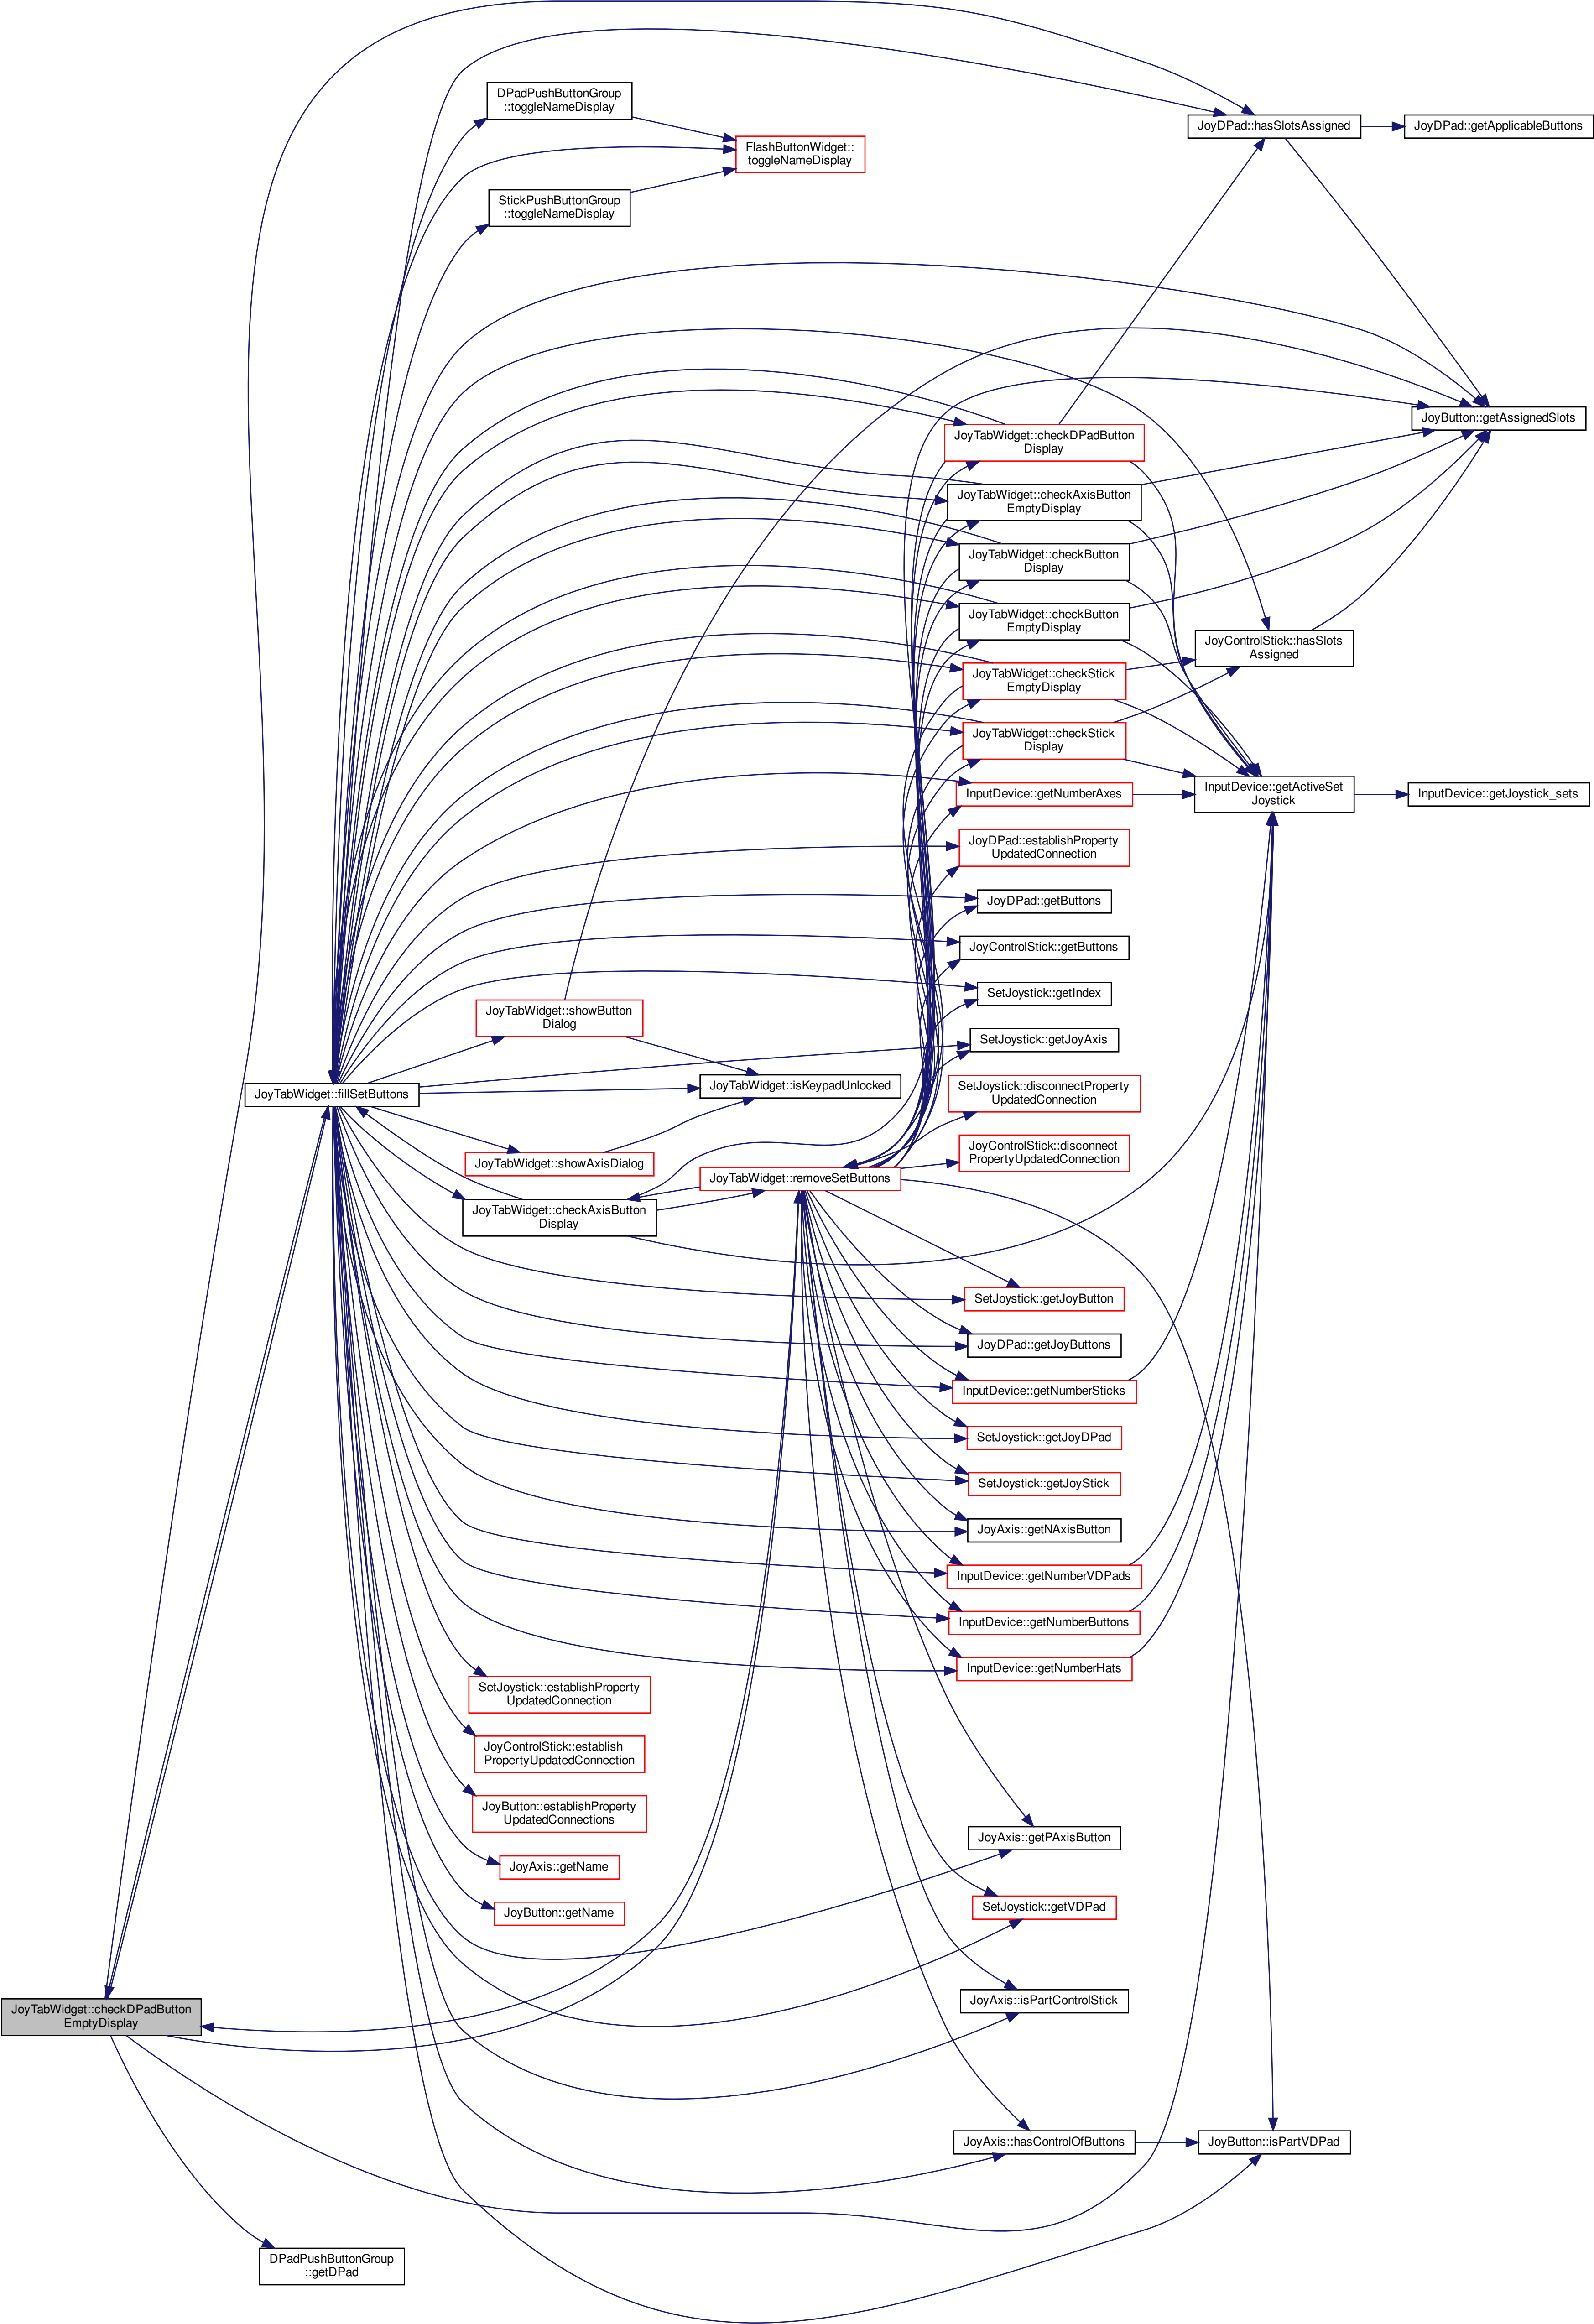 DPadPushButtonGroup
::toggleNameDisplay
JoyDPad::hasSlotsAssigned
JoyDPad::getApplicableButtons
FlashButtonWidget::
toggleNameDisplay
StickPushButtonGroup
::toggleNameDisplay
JoyButton::getAssignedSlots
JoyTabWidget::checkDPadButton
Display
JoyTabWidget::checkAxisButton
EmptyDisplay
JoyTabWidget::checkButton
Display
JoyTabWidget::checkButton
EmptyDisplay
JoyControlStick::hasSlots
Assigned
JoyTabWidget::checkStick
EmptyDisplay
JoyTabWidget::checkStick
Display
InputDevice::getActiveSet
Joystick
InputDevice::getJoystick_sets
InputDevice::getNumberAxes
JoyDPad::establishProperty
UpdatedConnection
JoyDPad::getButtons
JoyControlStick::getButtons
SetJoystick::getIndex
JoyTabWidget::showButton
Dialog
SetJoystick::getJoyAxis
JoyTabWidget::isKeypadUnlocked
JoyTabWidget::fillSetButtons
SetJoystick::disconnectProperty
UpdatedConnection
JoyControlStick::disconnect
PropertyUpdatedConnection
JoyTabWidget::showAxisDialog
JoyTabWidget::removeSetButtons
JoyTabWidget::checkAxisButton
Display
SetJoystick::getJoyButton
JoyDPad::getJoyButtons
InputDevice::getNumberSticks
SetJoystick::getJoyDPad
SetJoystick::getJoyStick
JoyAxis::getNAxisButton
InputDevice::getNumberVDPads
InputDevice::getNumberButtons
InputDevice::getNumberHats
SetJoystick::establishProperty
UpdatedConnection
JoyControlStick::establish
PropertyUpdatedConnection
JoyButton::establishProperty
UpdatedConnections
JoyAxis::getPAxisButton
JoyAxis::getName
JoyButton::getName
SetJoystick::getVDPad
JoyAxis::isPartControlStick
JoyTabWidget::checkDPadButton
EmptyDisplay
JoyAxis::hasControlOfButtons
JoyButton::isPartVDPad
DPadPushButtonGroup
::getDPad